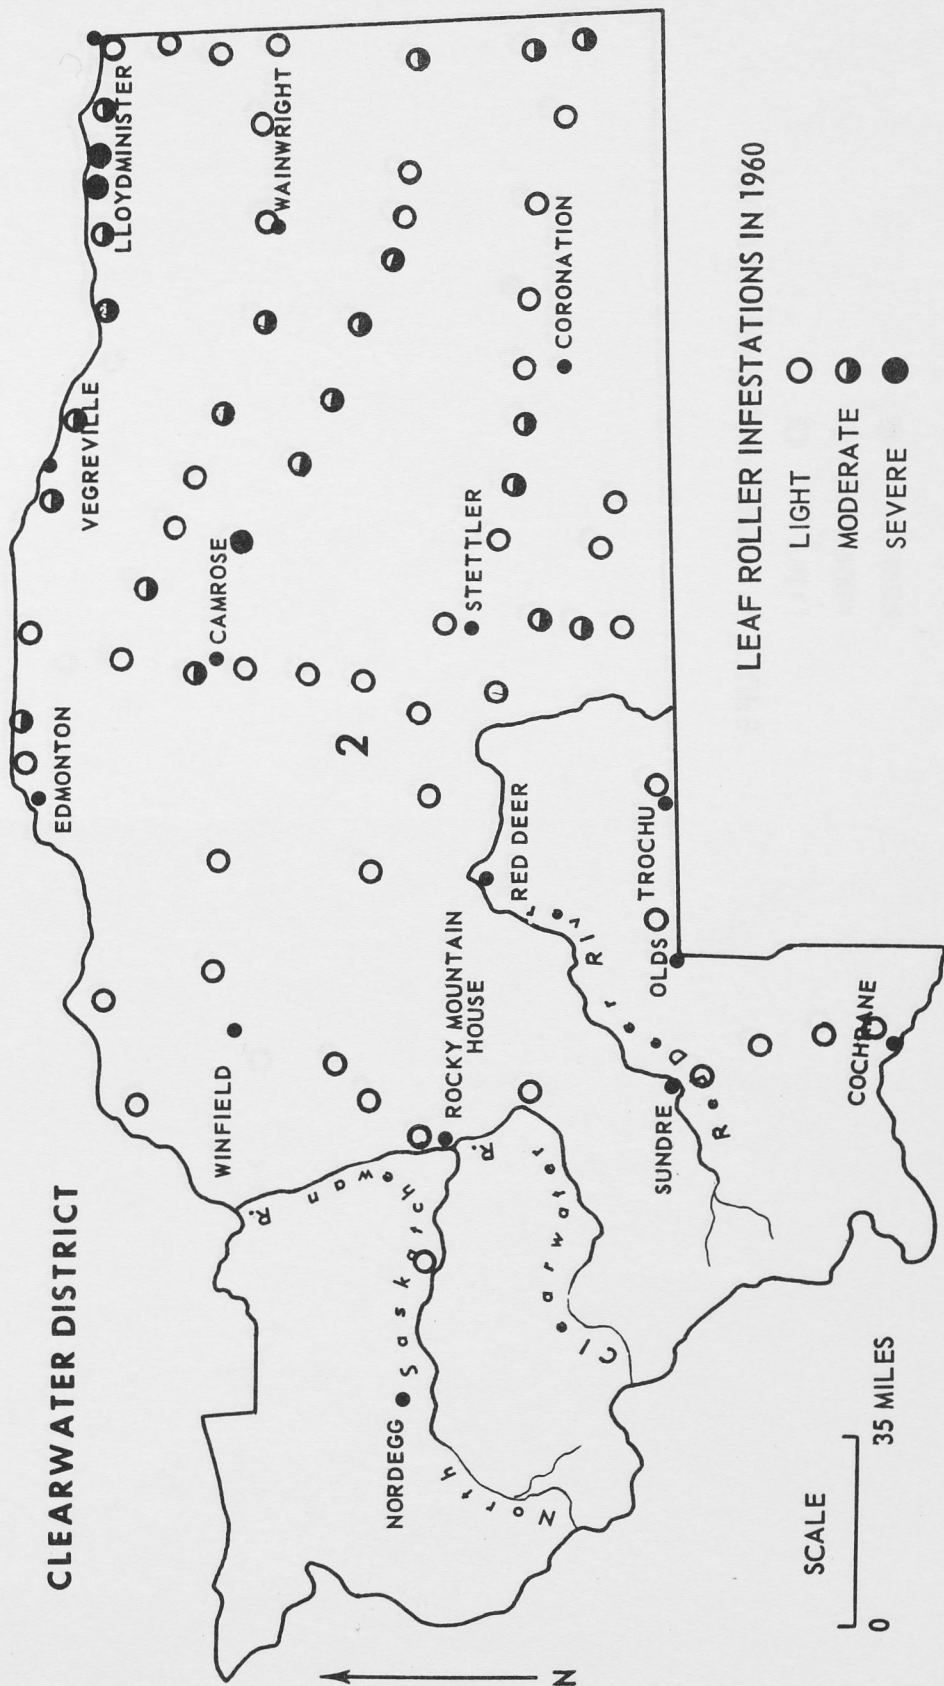 CLEARWATER DISTRICT
EDMONTON
VEGREVILLE
LLOYDMINISTER
WINFIELD
CAMROSE
WAINWRIGHT
2
ROCKY MOUNTAIN
HOUSE
STETTLER
CORONATION
NORDEGG
North Saskatchewan R.
Clearwater R.
RED DEER
Red Deer River
SUNDRE
OLDS
TROCHU
COCHRANE
N
SCALE
0
35 MILES
LEAF ROLLER INFESTATIONS IN 1960
LIGHT
MODERATE
SEVERE